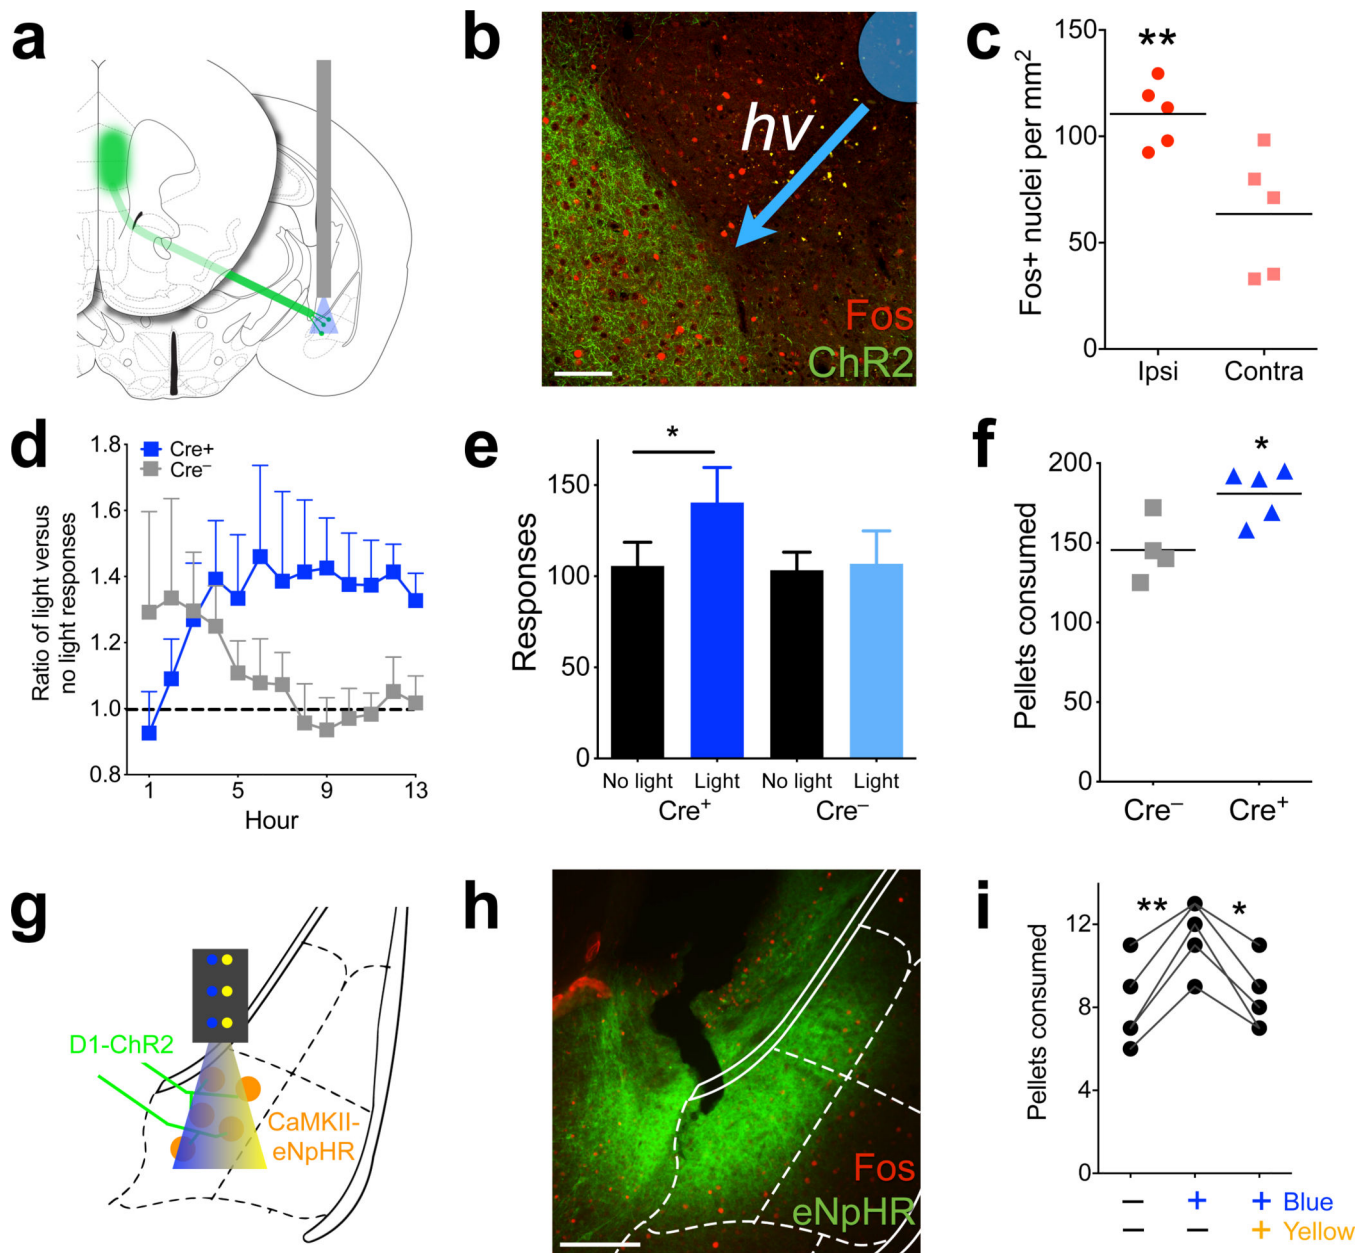 a
b
hv
Fos
ChR2
c
Fos+ nuclei per mm2
150
100
50
0
**
Ipsi
Contra
d
Ratio of light versus
no light responses
1.8
1.6
1.4
1.2
1.0
0.8
Cre+
Cre–
1
5
9
13
Hour
e
Responses
150
100
50
0
*
No light
Light
No light
Light
Cre+
Cre–
f
Pellets consumed
200
150
100
50
0
*
Cre–
Cre+
g
D1-ChR2
CaMKII-
eNpHR
h
Fos
eNpHR
i
Pellets consumed
12
8
4
0
**
*
– + + Blue
– – + Yellow